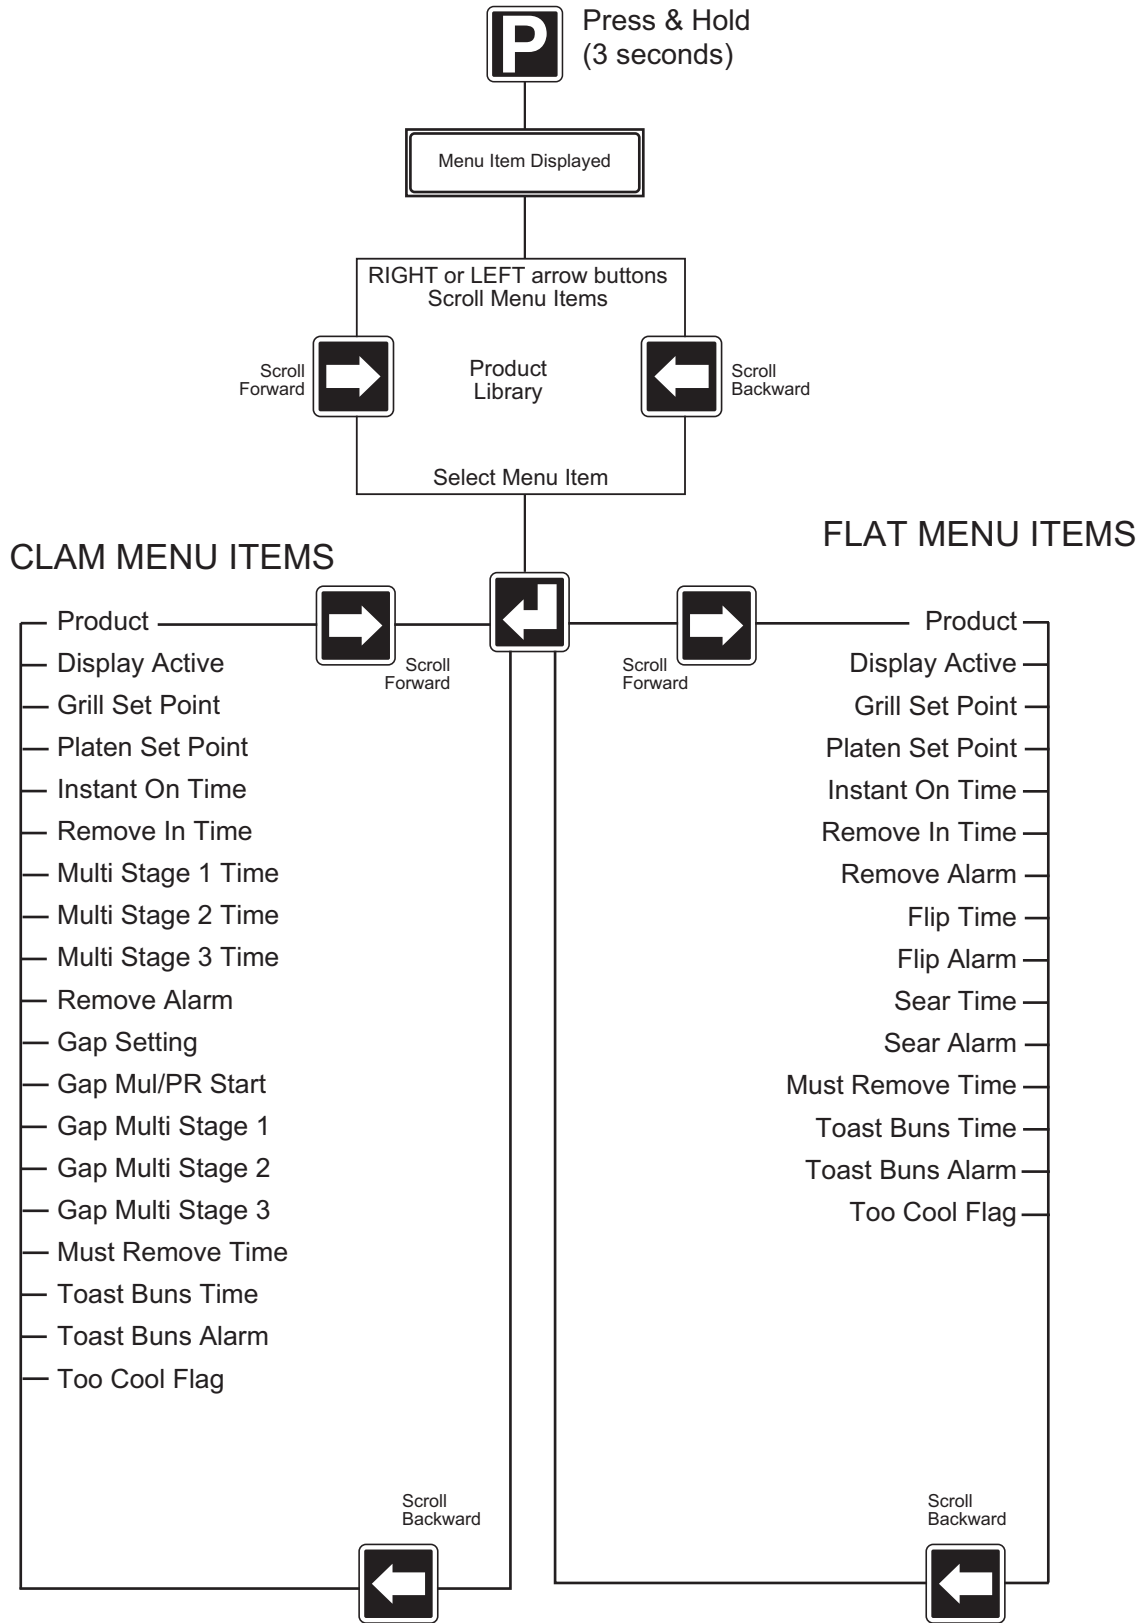 P
Press & Hold
(3 seconds)
Menu Item Displayed
RIGHT or LEFT arrow buttons
Scroll Menu Items
Scroll
Forward
Product
Library
Scroll
Backward
Select Menu Item
CLAM MENU ITEMS
FLAT MENU ITEMS
Product
Display Active
Grill Set Point
Platen Set Point
Instant On Time
Remove In Time
Multi Stage 1 Time
Multi Stage 2 Time
Multi Stage 3 Time
Remove Alarm
Gap Setting
Gap Mul/PR Start
Gap Multi Stage 1
Gap Multi Stage 2
Gap Multi Stage 3
Must Remove Time
Toast Buns Time
Toast Buns Alarm
Too Cool Flag
Scroll
Forward
Scroll
Backward
Scroll
Forward
Product
Display Active
Grill Set Point
Platen Set Point
Instant On Time
Remove In Time
Remove Alarm
Flip Time
Flip Alarm
Sear Time
Sear Alarm
Must Remove Time
Toast Buns Time
Toast Buns Alarm
Too Cool Flag
Scroll
Backward